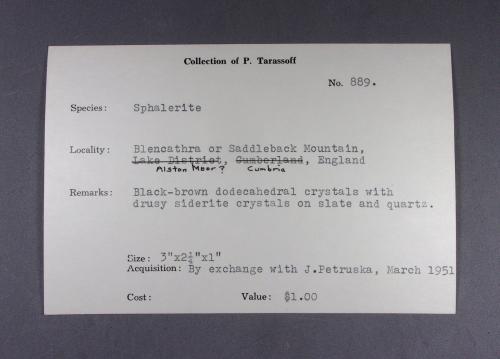 Collection of P. Tarassoff
No. 889.
Species: Sphalerite
Locality: Blencathra or Saddleback Mountain,
Lake District, Cumberland, England
Alston Moor? Cumbria
Remarks: Black-brown dodecahedral crystals with
drusy siderite crystals on slate and quartz.
Size: 3"x2¼"x1"
Acquisition: By exchange with J.Petruska, March 1951
Cost: Value: $1.00